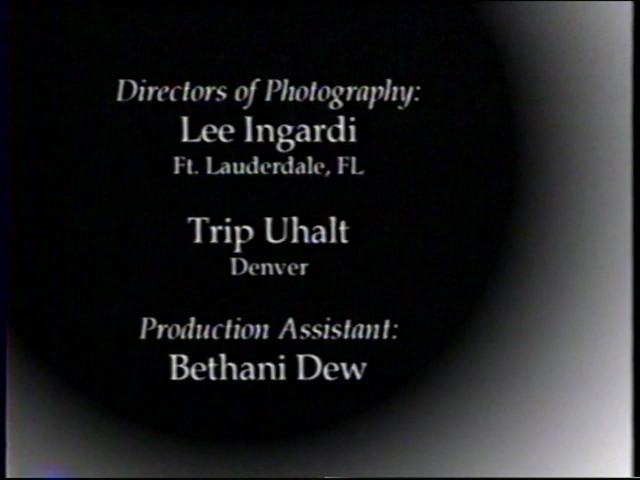 Directors of Photography:
Lee Ingardi
Ft. Lauderdale, FL
Trip Uhalt
Denver
Production Assistant:
Bethani Dew